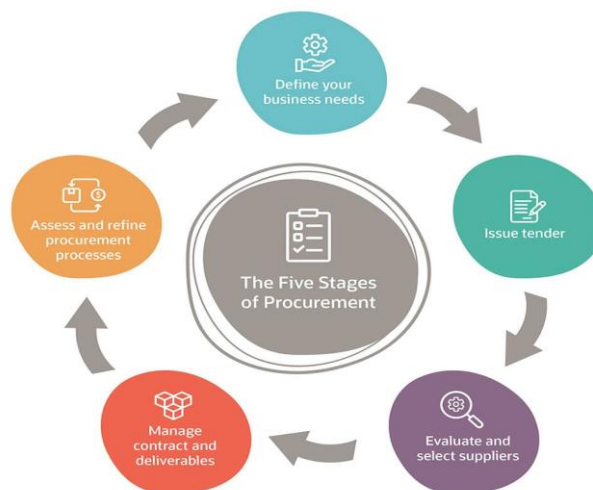 Define your
business needs
Issue tender
Evaluate and
select suppliers
Manage
contract and
deliverables
Assess and refine
procurement
processes
The Five Stages
of Procurement
$